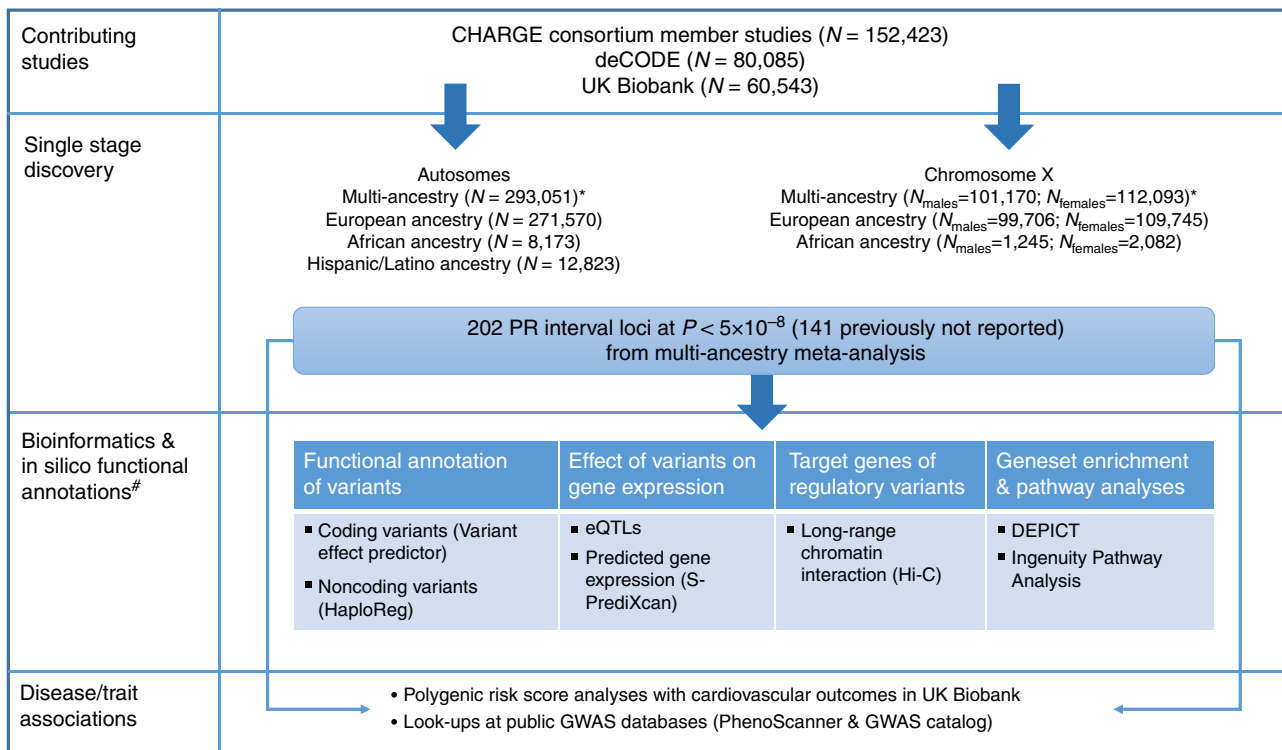 Contributing
studies
CHARGE consortium member studies (N = 152,423)
deCODE (N = 80,085)
UK Biobank (N = 60,543)
Single stage
discovery
Autosomes
Multi-ancestry (N = 293,051)*
European ancestry (N = 271,570)
African ancestry (N = 8,173)
Hispanic/Latino ancestry (N = 12,823)
Chromosome X
Multi-ancestry (Nmales=101,170; Nfemales=112,093)*
European ancestry (Nmales=99,706; Nfemales=109,745)
African ancestry (Nmales=1,245; Nfemales=2,082)
202 PR interval loci at P < 5×10⁻⁸ (141 previously not reported)
from multi-ancestry meta-analysis
Bioinformatics &
in silico functional
annotations#
Functional annotation
of variants
▪ Coding variants (Variant
effect predictor)
▪ Noncoding variants
(HaploReg)
Effect of variants on
gene expression
▪ eQTLs
▪ Predicted gene
expression (S-
PrediXcan)
Target genes of
regulatory variants
▪ Long-range
chromatin
interaction (Hi-C)
Geneset enrichment
& pathway analyses
▪ DEPICT
▪ Ingenuity Pathway
Analysis
Disease/trait
associations
• Polygenic risk score analyses with cardiovascular outcomes in UK Biobank
• Look-ups at public GWAS databases (PhenoScanner & GWAS catalog)